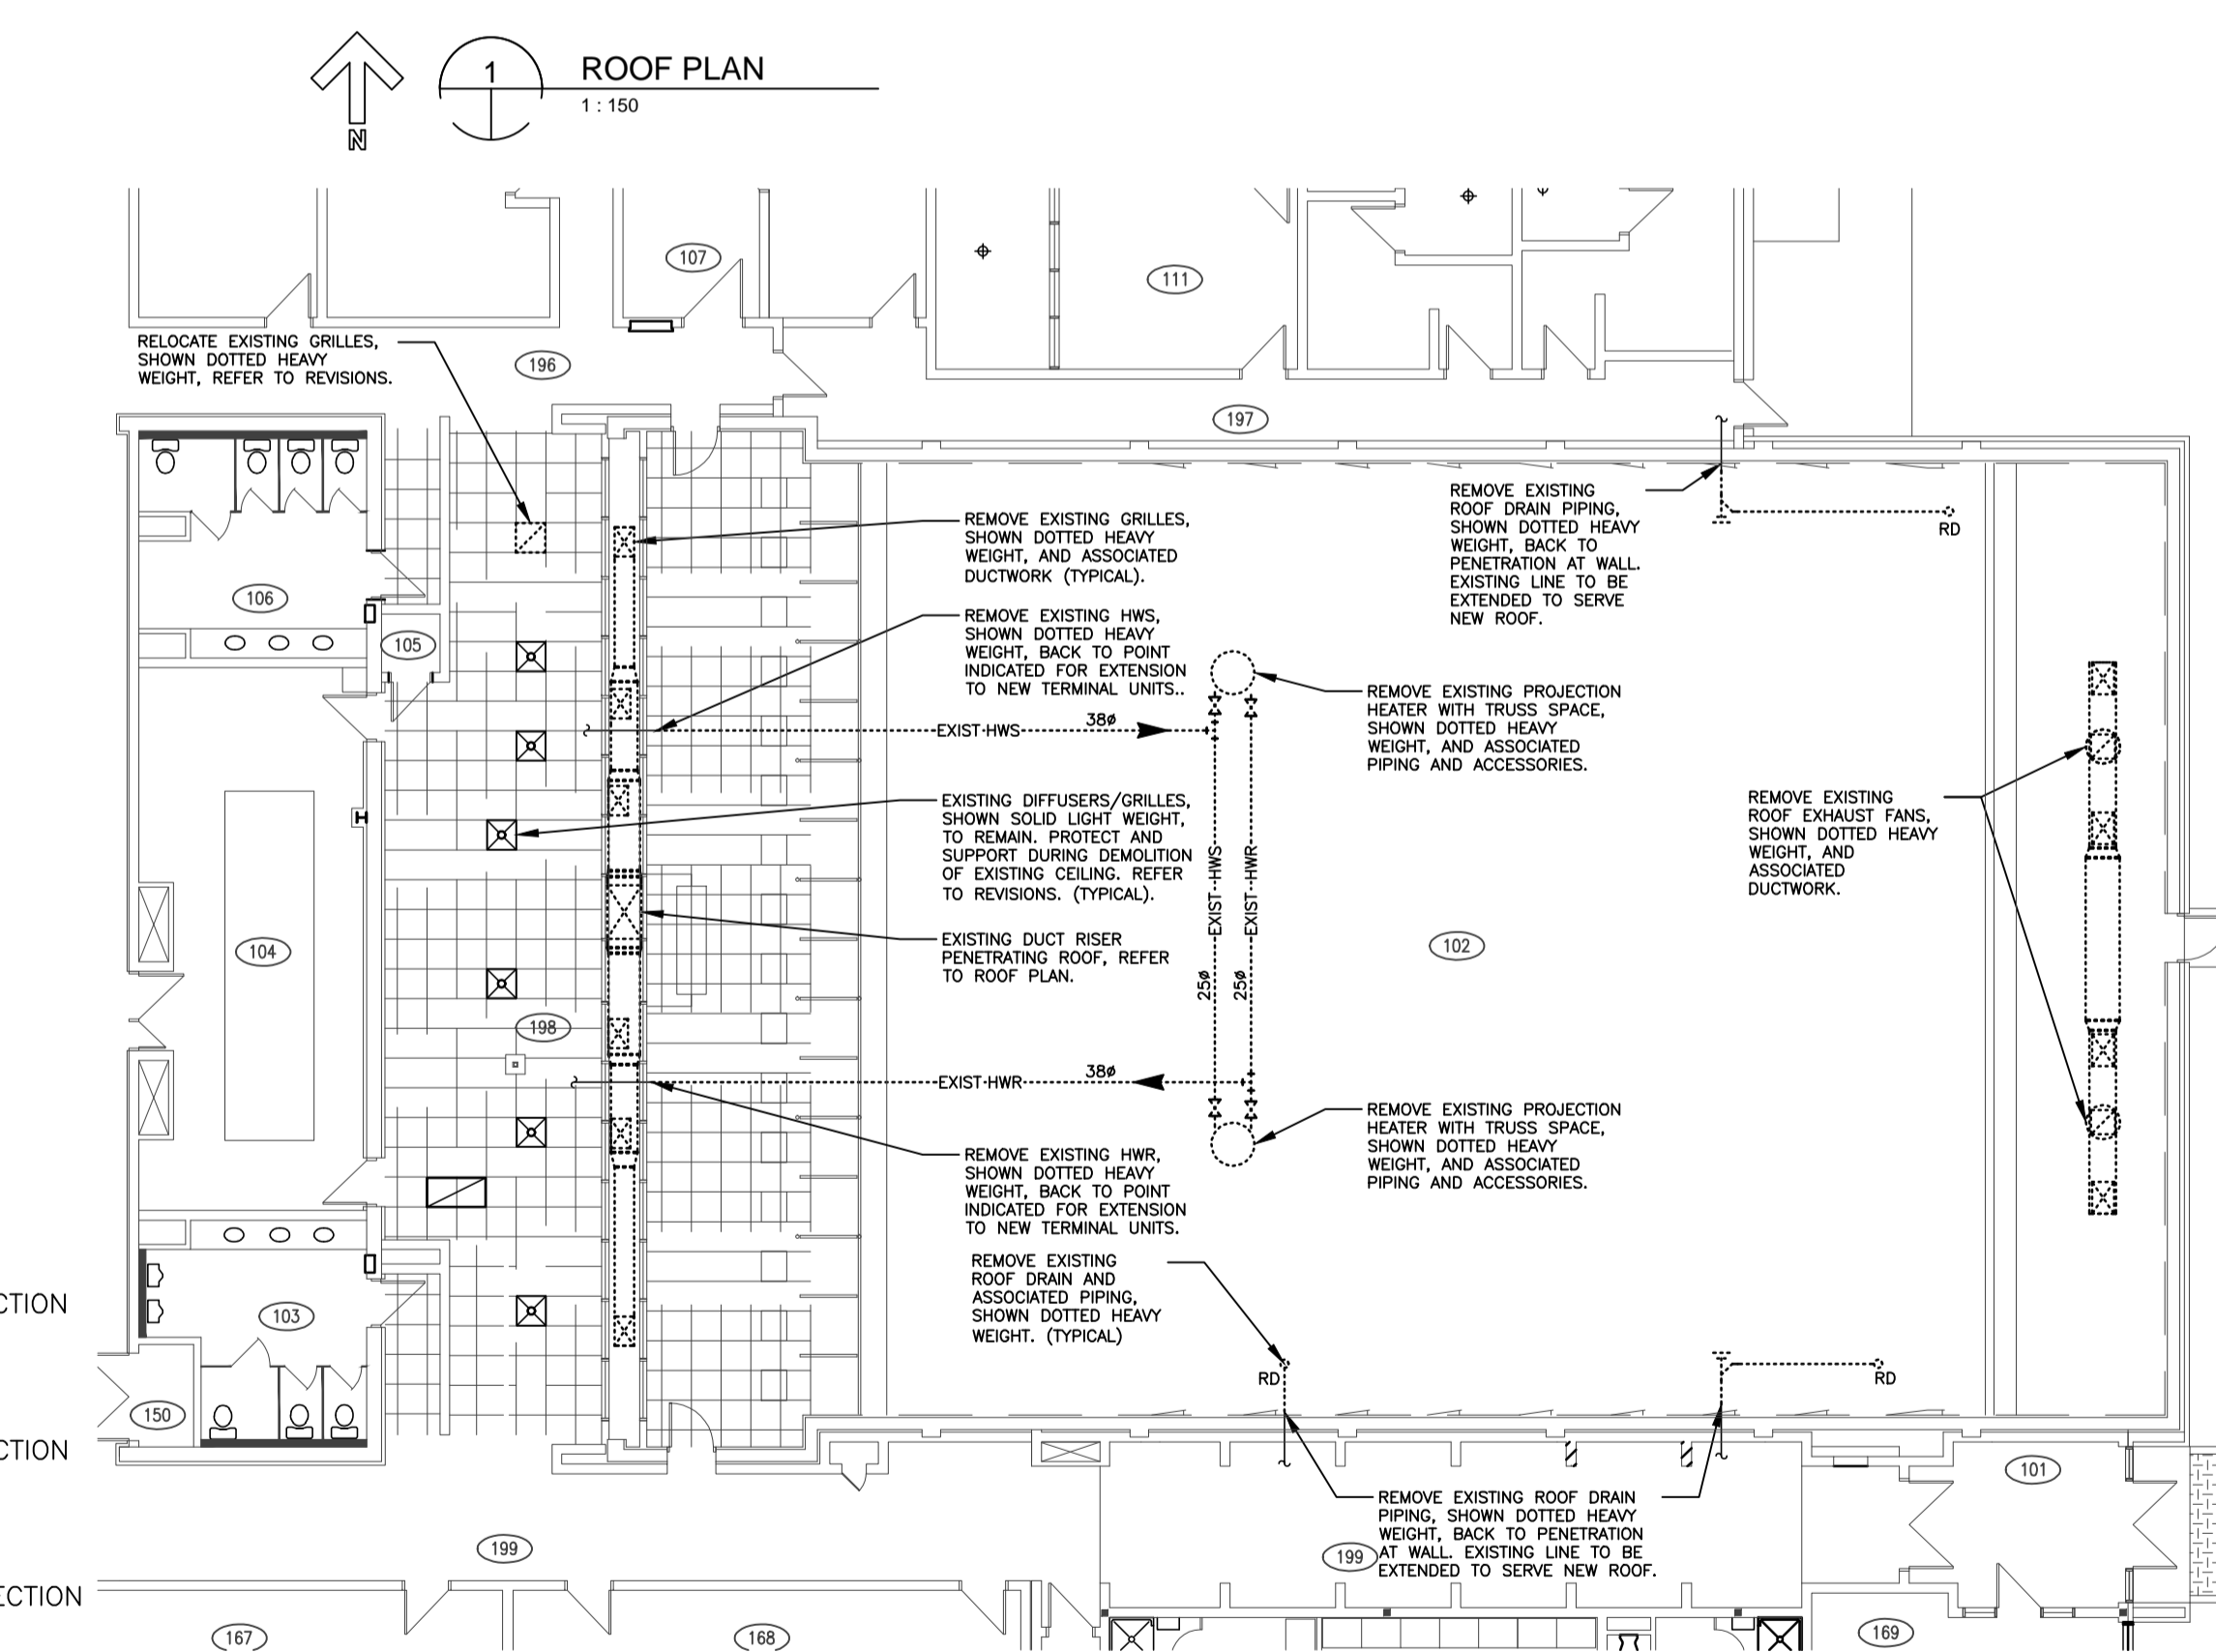 1
ROOF PLAN
1 : 150
N
107
111
RELOCATE EXISTING GRILLES,
SHOWN DOTTED HEAVY
WEIGHT, REFER TO REVISIONS.
196
197
REMOVE EXISTING
ROOF DRAIN PIPING,
SHOWN DOTTED HEAVY
WEIGHT, BACK TO
PENETRATION AT WALL.
EXISTING LINE TO BE
EXTENDED TO SERVE
NEW ROOF.
RD
REMOVE EXISTING GRILLES,
SHOWN DOTTED HEAVY
WEIGHT, AND ASSOCIATED
DUCTWORK (TYPICAL).
106
105
REMOVE EXISTING HWS,
SHOWN DOTTED HEAVY
WEIGHT, BACK TO POINT
INDICATED FOR EXTENSION
TO NEW TERMINAL UNITS..
REMOVE EXISTING PROJECTION
HEATER WITH TRUSS SPACE,
SHOWN DOTTED HEAVY
WEIGHT, AND ASSOCIATED
PIPING AND ACCESSORIES.
EXIST-HWS
38ø
EXISTING DIFFUSERS/GRILLES,
SHOWN SOLID LIGHT WEIGHT,
TO REMAIN. PROTECT AND
SUPPORT DURING DEMOLITION
OF EXISTING CEILING. REFER
TO REVISIONS. (TYPICAL).
EXIST-HWS
EXIST-HWR
25ø
25ø
REMOVE EXISTING
ROOF EXHAUST FANS,
SHOWN DOTTED HEAVY
WEIGHT, AND
ASSOCIATED
DUCTWORK.
104
102
EXISTING DUCT RISER
PENETRATING ROOF, REFER
TO ROOF PLAN.
198
EXIST-HWR
38ø
REMOVE EXISTING PROJECTION
HEATER WITH TRUSS SPACE,
SHOWN DOTTED HEAVY
WEIGHT, AND ASSOCIATED
PIPING AND ACCESSORIES.
REMOVE EXISTING HWR,
SHOWN DOTTED HEAVY
WEIGHT, BACK TO POINT
INDICATED FOR EXTENSION
TO NEW TERMINAL UNITS.
REMOVE EXISTING
ROOF DRAIN AND
ASSOCIATED PIPING,
SHOWN DOTTED HEAVY
WEIGHT. (TYPICAL)
CTION
103
RD
RD
150
CTION
101
REMOVE EXISTING ROOF DRAIN
PIPING, SHOWN DOTTED HEAVY
WEIGHT, BACK TO PENETRATION
AT WALL. EXISTING LINE TO BE
EXTENDED TO SERVE NEW ROOF.
199
199
ECTION
167
168
169